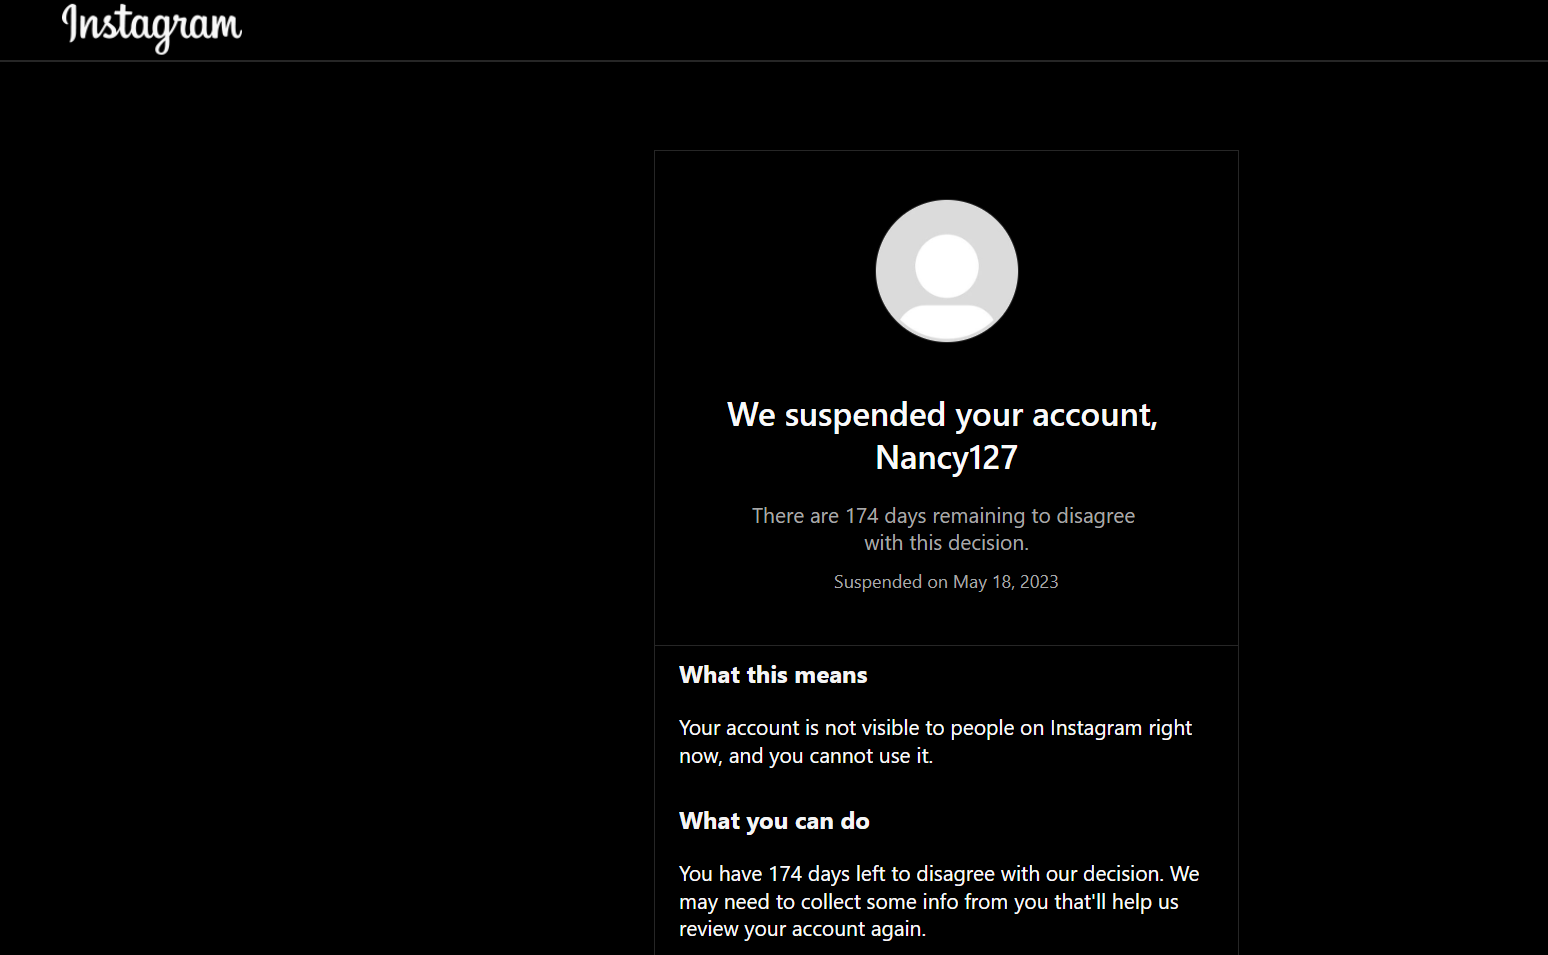 Instagram
We suspended your account,
Nancy127
There are 174 days remaining to disagree
with this decision.
Suspended on May 18, 2023
What this means
Your account is not visible to people on Instagram right
now, and you cannot use it.
What you can do
You have 174 days left to disagree with our decision. We
may need to collect some info from you that'll help us
review your account again.